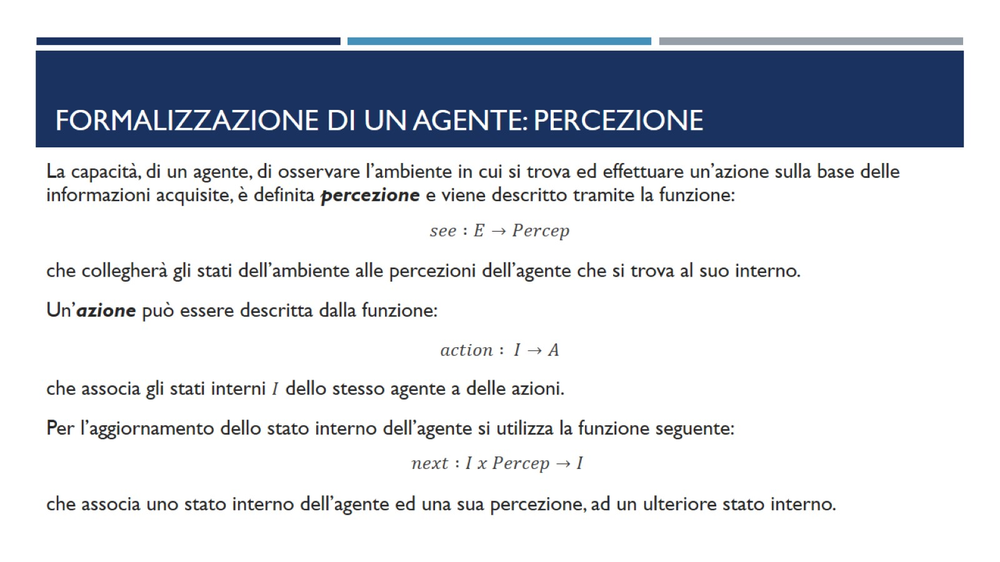 FORMALIZZAZIONE DI UN AGENTE: PERCEZIONE
La capacità, di un agente, di osservare l’ambiente in cui si trova ed effettuare un’azione sulla base delle
informazioni acquisite, è definita percezione e viene descritto tramite la funzione:
see : E → Percep
che collegherà gli stati dell’ambiente alle percezioni dell’agente che si trova al suo interno.
Un’azione può essere descritta dalla funzione:
action : I → A
che associa gli stati interni I dello stesso agente a delle azioni.
Per l’aggiornamento dello stato interno dell’agente si utilizza la funzione seguente:
next : I x Percep → I
che associa uno stato interno dell’agente ed una sua percezione, ad un ulteriore stato interno.